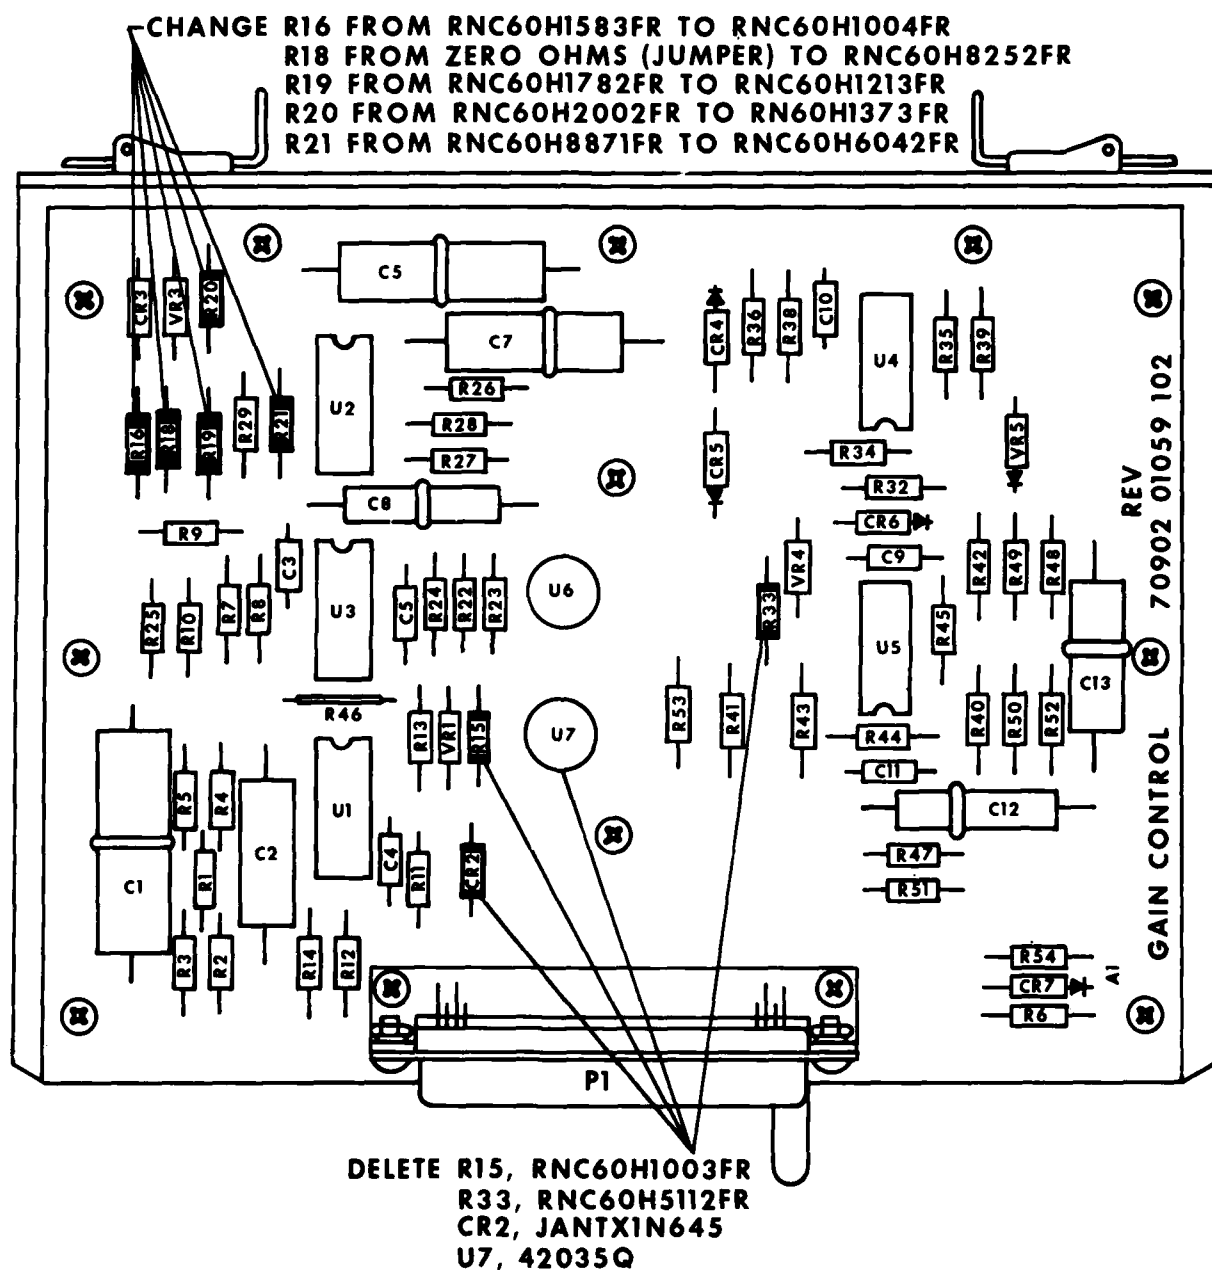 CHANGE R16 FROM RNC60H1583FR TO RNC60H1004FR
R18 FROM ZERO OHMS (JUMPER) TO RNC60H8252FR
R19 FROM RNC60H1782FR TO RNC60H1213FR
R20 FROM RNC60H2002FR TO RN60H1373FR
R21 FROM RNC60H8871FR TO RNC60H6042FR
C5
CR3
VR3
R20
C7
CR4
R36
R38
C10
U4
R35
R39
R16
R18
R19
R29
R21
U2
R26
R28
R27
C8
CR5
R34
R32
CR6
C9
VR5
REV
70902 01059 102
R9
C3
R25
R10
R7
R8
U3
C5
R24
R22
R23
U6
R33
VR4
U5
R45
R42
R49
R48
C13
R46
R13
VR1
R15
U7
R53
R41
R43
R44
C11
R40
R50
R52
C12
R47
R51
GAIN CONTROL
C1
R5
R4
R1
C2
U1
C4
R11
CR2
R3
R2
R14
R12
R54
CR7
R6
A1
P1
DELETE R15, RNC60H1003FR
R33, RNC60H5112FR
CR2, JANTX1N645
U7, 42035Q